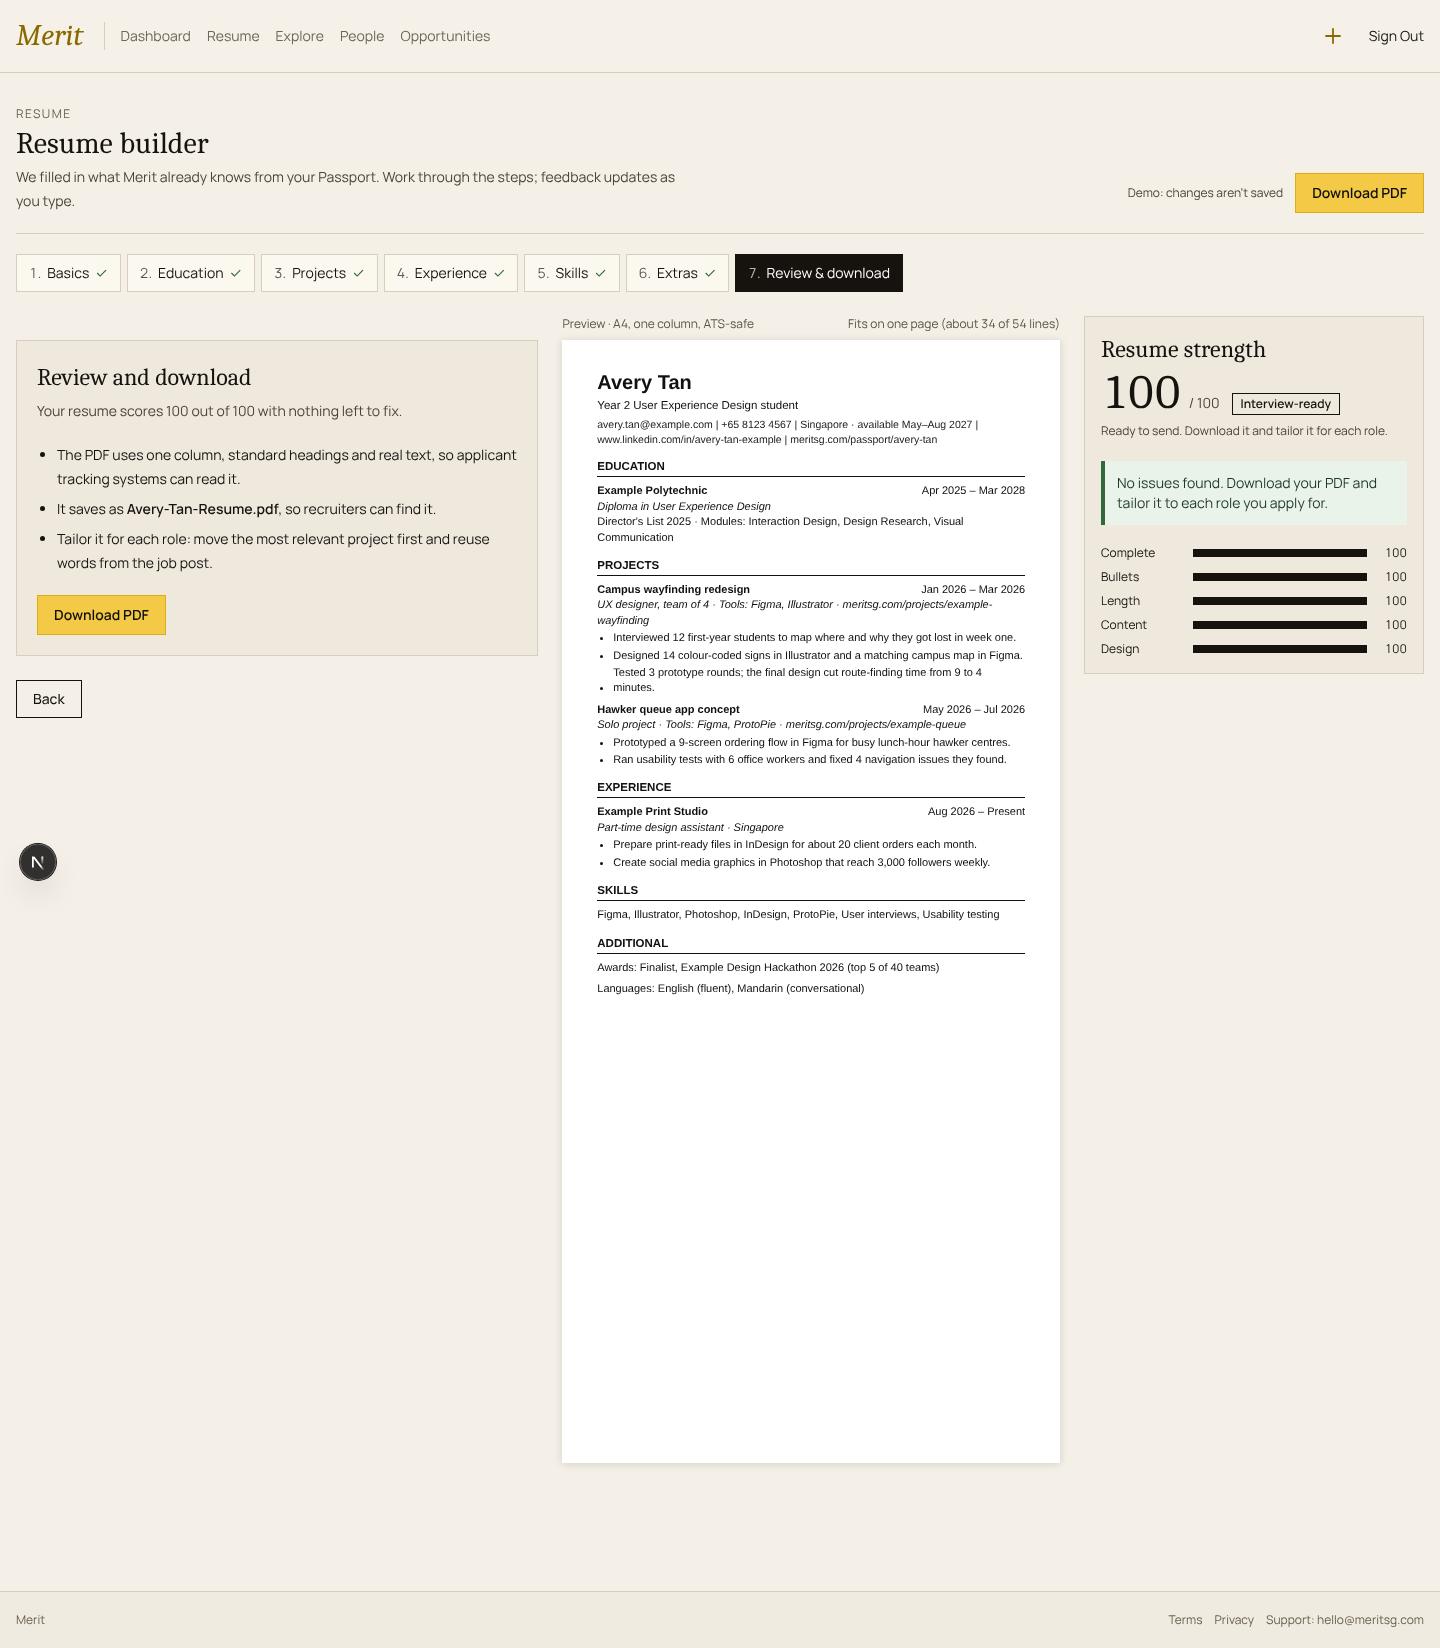 Merit
Dashboard Resume Explore People Opportunities
+ Sign Out
RESUME
Resume builder
We filled in what Merit already knows from your Passport. Work through the steps; feedback updates as
you type.
Demo: changes aren't saved
Download PDF
1. Basics ✓
2. Education ✓
3. Projects ✓
4. Experience ✓
5. Skills ✓
6. Extras ✓
7. Review & download
Review and download
Your resume scores 100 out of 100 with nothing left to fix.
• The PDF uses one column, standard headings and real text, so applicant
tracking systems can read it.
• It saves as Avery-Tan-Resume.pdf, so recruiters can find it.
• Tailor it for each role: move the most relevant project first and reuse
words from the job post.
Download PDF
Back
N
Preview · A4, one column, ATS-safe
Fits on one page (about 34 of 54 lines)
Avery Tan
Year 2 User Experience Design student
avery.tan@example.com | +65 8123 4567 | Singapore · available May–Aug 2027 |
www.linkedin.com/in/avery-tan-example | meritsg.com/passport/avery-tan
EDUCATION
Example Polytechnic Apr 2025 – Mar 2028
Diploma in User Experience Design
Director's List 2025 · Modules: Interaction Design, Design Research, Visual
Communication
PROJECTS
Campus wayfinding redesign Jan 2026 – Mar 2026
UX designer, team of 4 · Tools: Figma, Illustrator · meritsg.com/projects/example-
wayfinding
• Interviewed 12 first-year students to map where and why they got lost in week one.
• Designed 14 colour-coded signs in Illustrator and a matching campus map in Figma.
Tested 3 prototype rounds; the final design cut route-finding time from 9 to 4
• minutes.
Hawker queue app concept May 2026 – Jul 2026
Solo project · Tools: Figma, ProtoPie · meritsg.com/projects/example-queue
• Prototyped a 9-screen ordering flow in Figma for busy lunch-hour hawker centres.
• Ran usability tests with 6 office workers and fixed 4 navigation issues they found.
EXPERIENCE
Example Print Studio Aug 2026 – Present
Part-time design assistant · Singapore
• Prepare print-ready files in InDesign for about 20 client orders each month.
• Create social media graphics in Photoshop that reach 3,000 followers weekly.
SKILLS
Figma, Illustrator, Photoshop, InDesign, ProtoPie, User interviews, Usability testing
ADDITIONAL
Awards: Finalist, Example Design Hackathon 2026 (top 5 of 40 teams)
Languages: English (fluent), Mandarin (conversational)
Resume strength
100 / 100 Interview-ready
Ready to send. Download it and tailor it for each role.
No issues found. Download your PDF and
tailor it to each role you apply for.
Complete 100
Bullets 100
Length 100
Content 100
Design 100
Merit
Terms Privacy Support: hello@meritsg.com